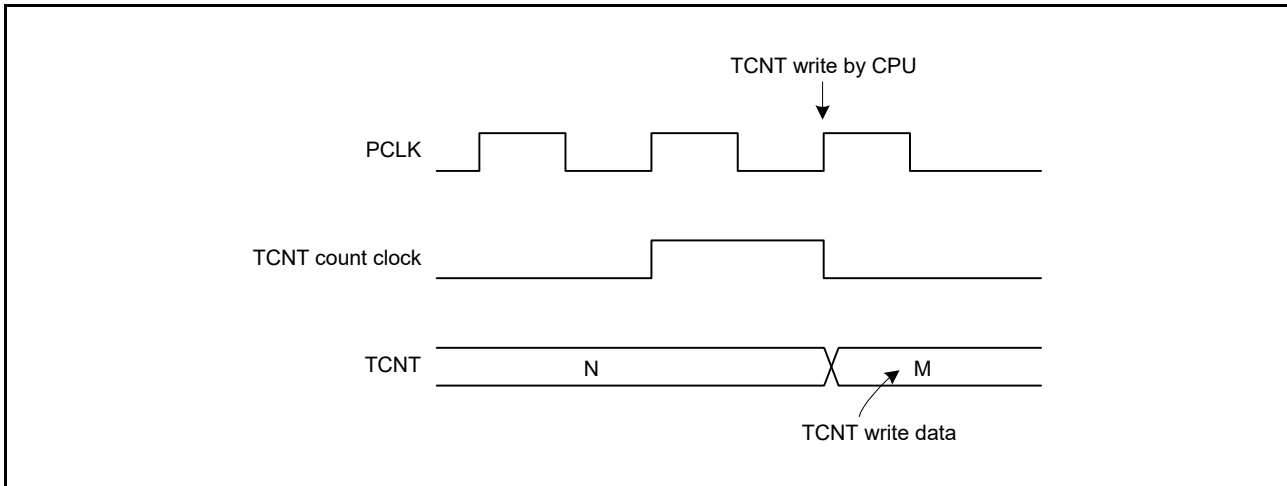 TCNT write by CPU
PCLK
TCNT count clock
TCNT
N
M
TCNT write data